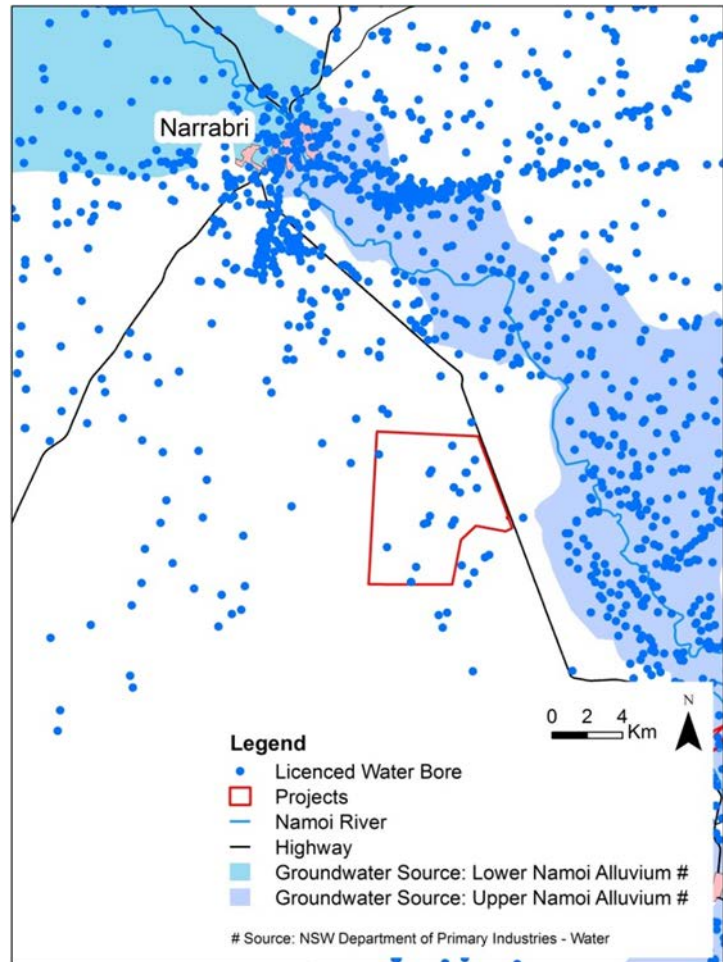 Narrabri
N
0 2 4
Km
Legend
Licenced Water Bore
Projects
Namoi River
Highway
Groundwater Source: Lower Namoi Alluvium #
Groundwater Source: Upper Namoi Alluvium #
# Source: NSW Department of Primary Industries - Water